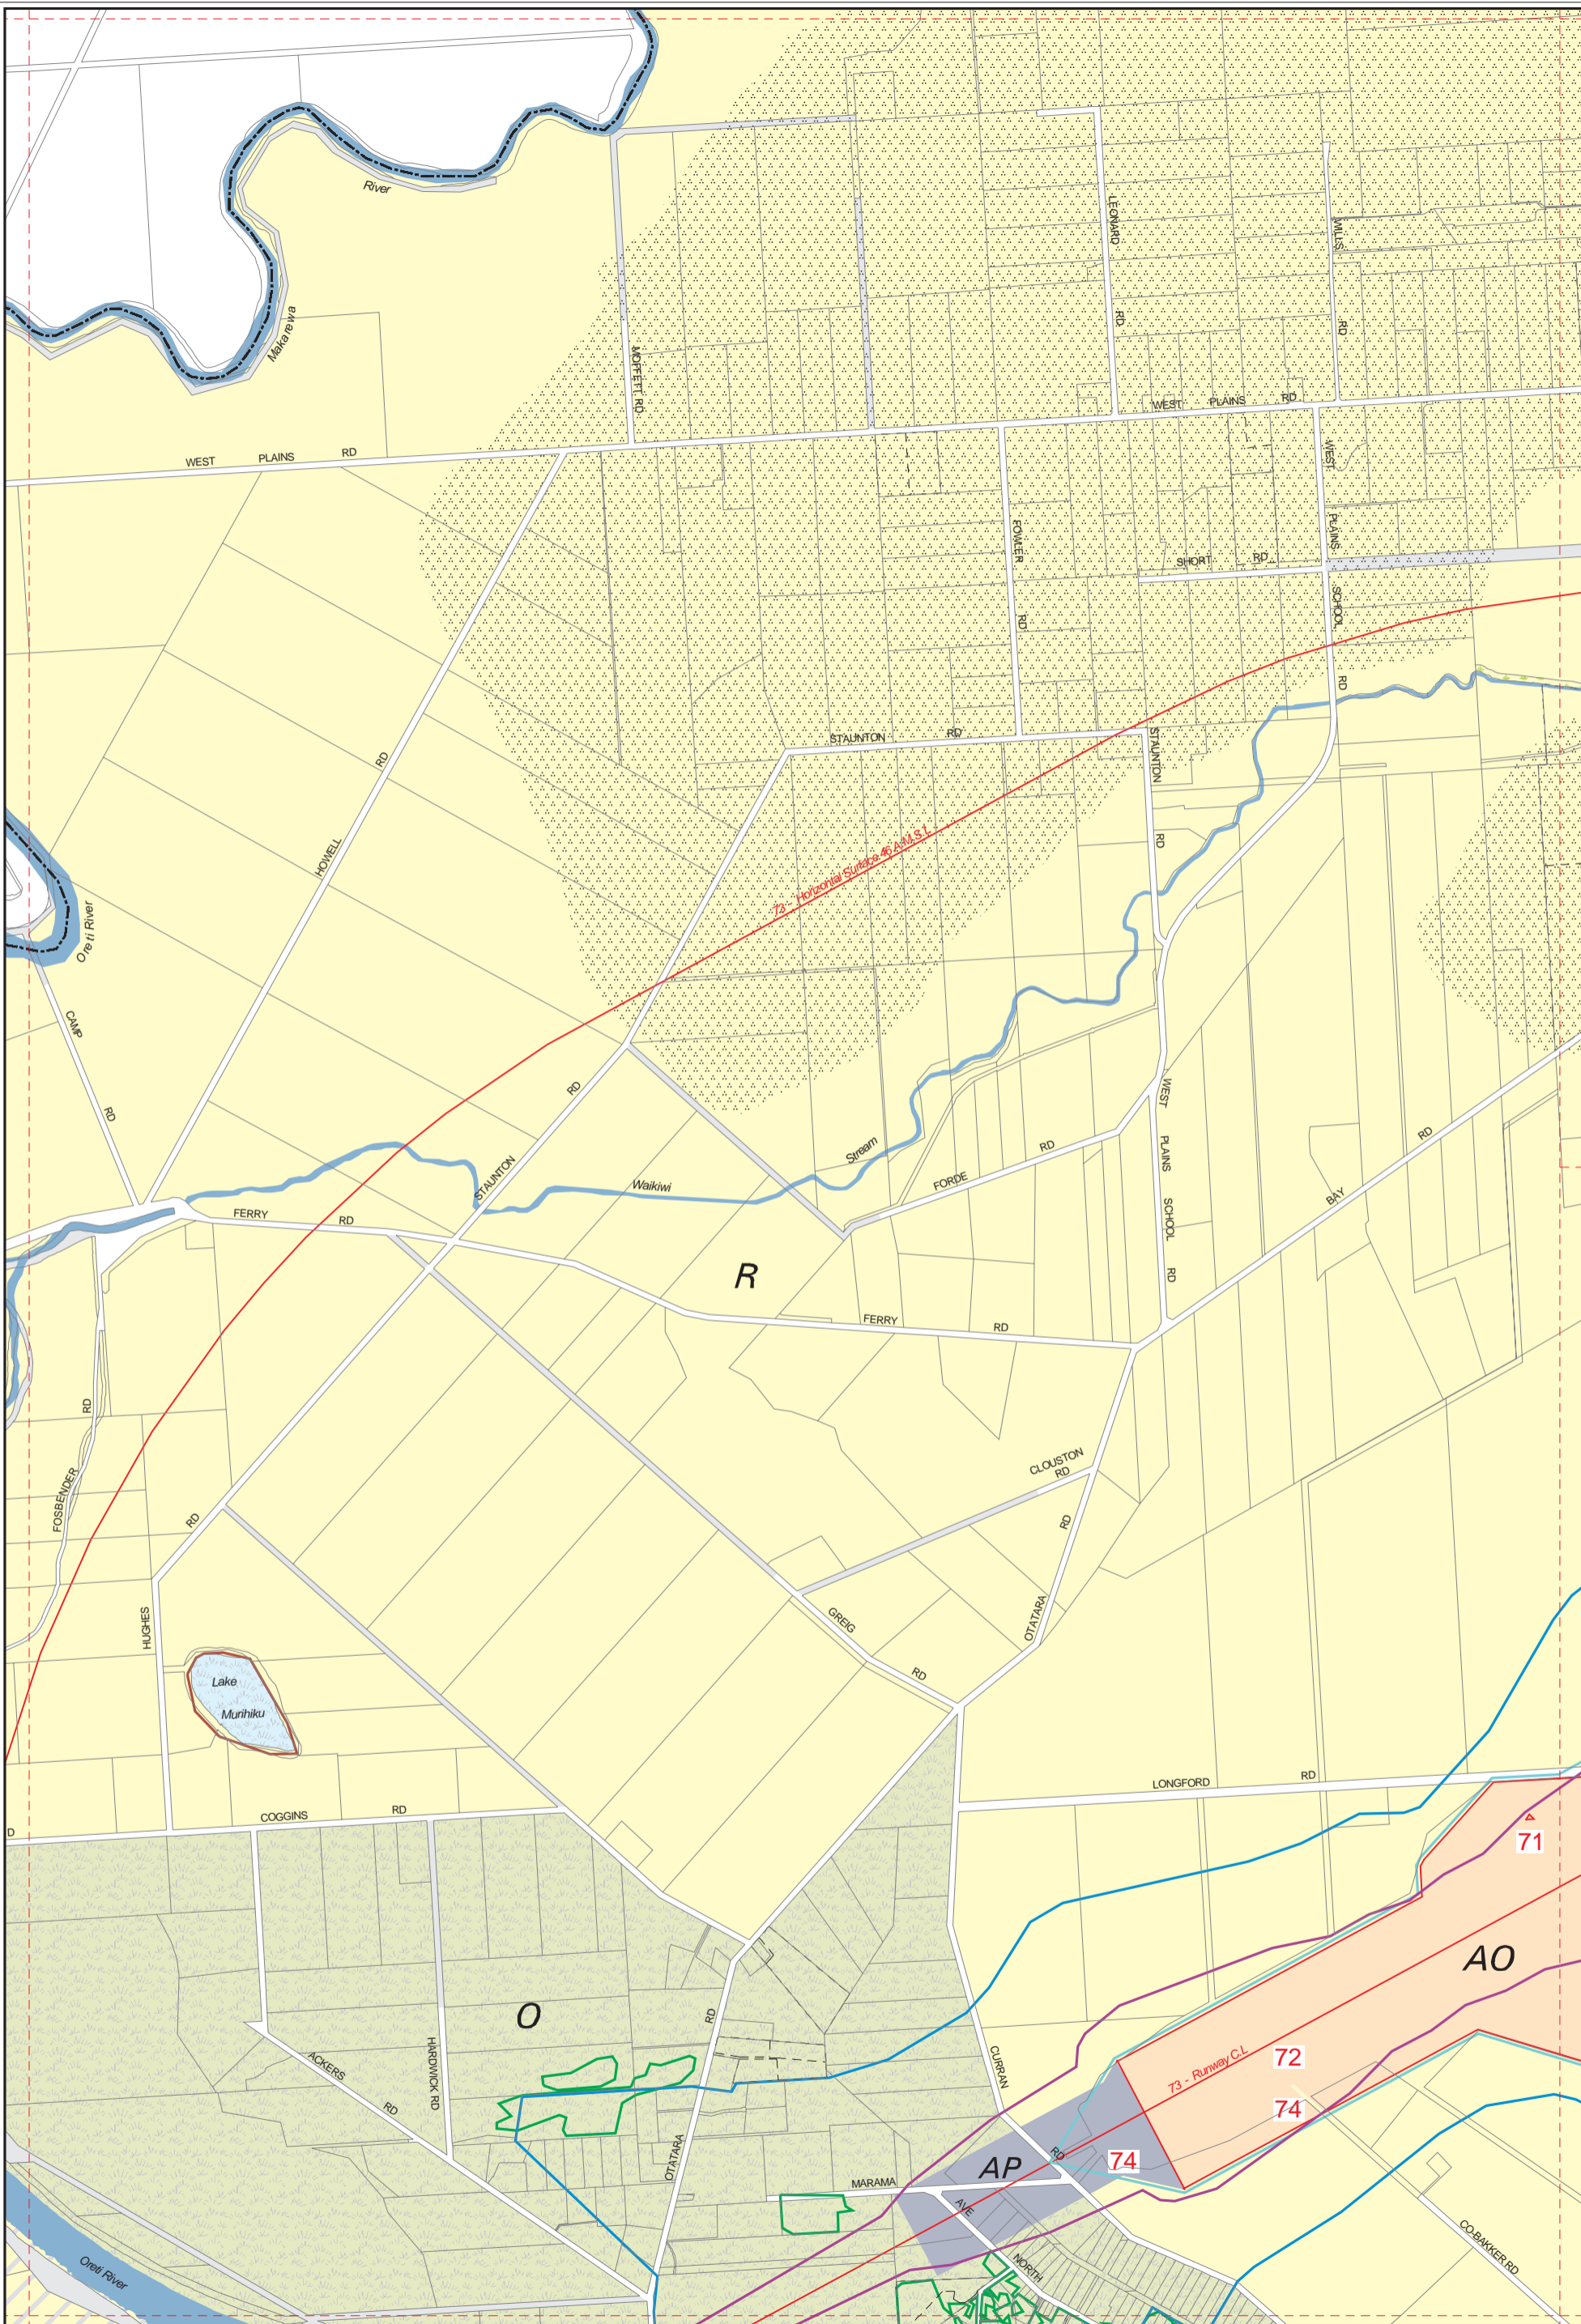 River
LEONARD
WILLS
Makarewa
RD
RD
MOFFETT RD
WEST PLAINS RD
WEST PLAINS RD
WEST
FOWLER
PLAINS
SHORT RD
SCHOOL
RD
RD
STAUNTON RD
STAUNTON
RD
HOWELL
RD
73 - Horizontal Surface 46 A.M.S.L
Oreti River
CAMP
RD
RD
WEST
PLAINS
SCHOOL
RD
Stream
FORDE RD
BAY RD
STAUNTON
Waikiwi
FERRY RD
R
FERRY RD
RD
FOSBENDER
CLOUSTON
RD
RD
RD
HUGHES
GREIG
RD
OTATARA
Lake
Murihiku
LONGFORD RD
COGGINS RD
D
71
AO
O
RD
HARDWICK RD
ACKERS
RD
CURRAN
RD
73 - Runway C.L
72
74
74
AP
OTATARA
MARAMA
AVE
NORTH
CO-BAKKER RD
Oreti River